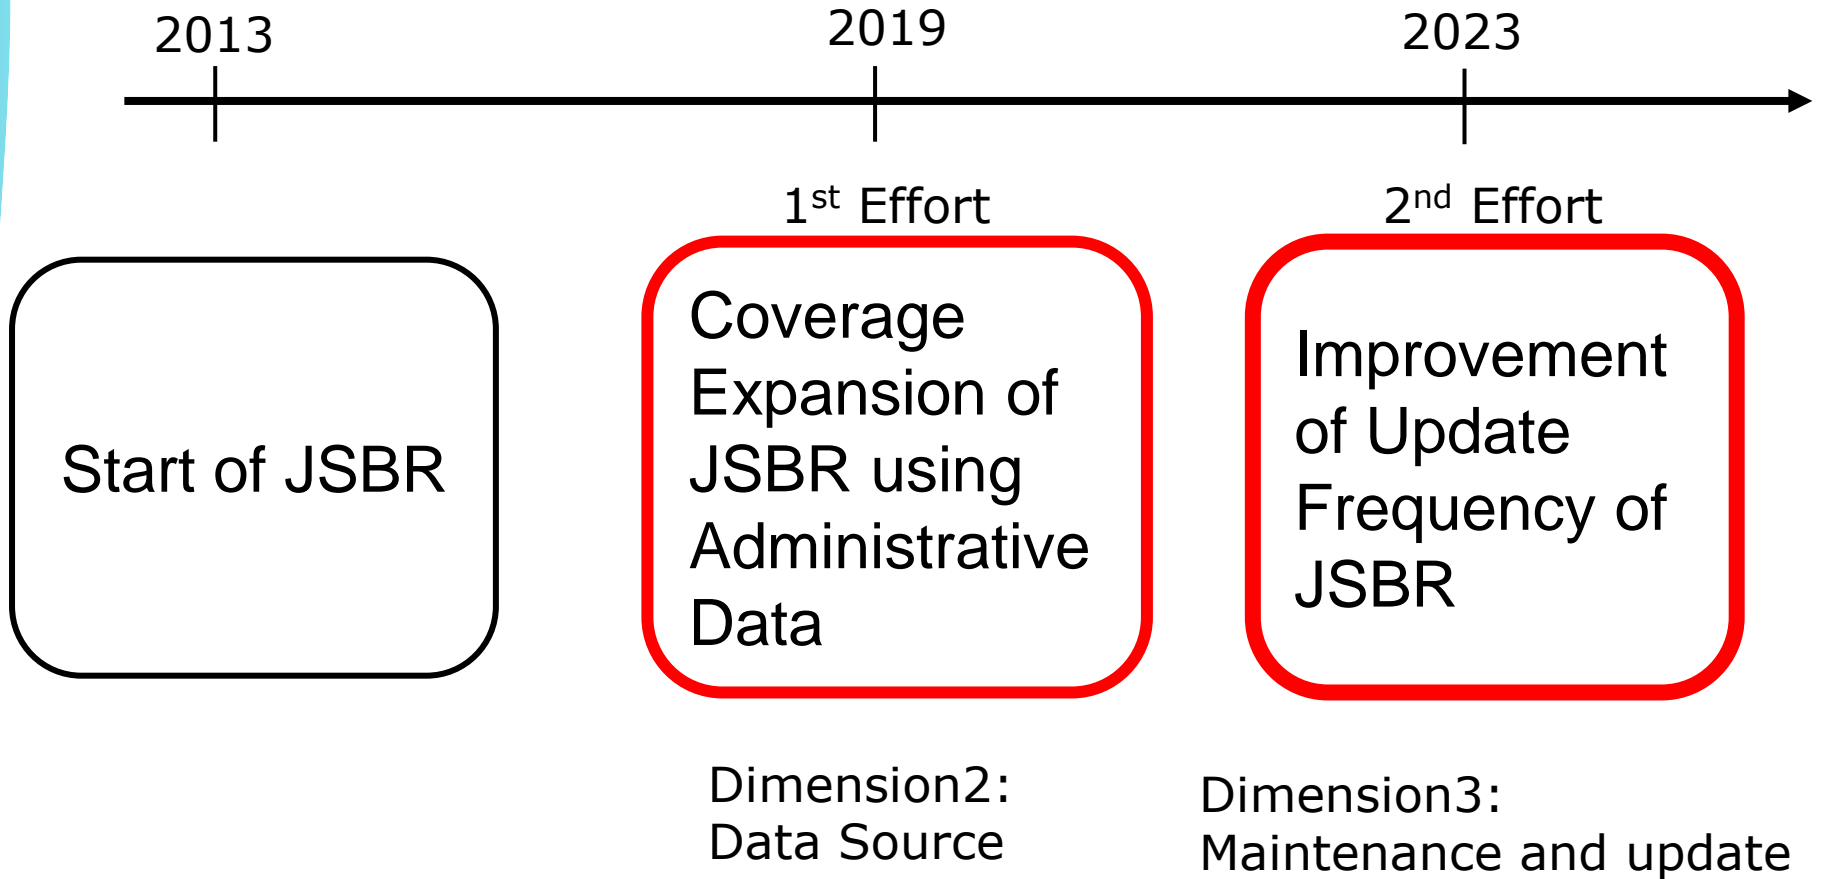 2013
2019
2023
1st Effort
2nd Effort
Start of JSBR
Coverage
Expansion of
JSBR using
Administrative
Data
Improvement
of Update
Frequency of
JSBR
Dimension2:
Data Source
Dimension3:
Maintenance and update